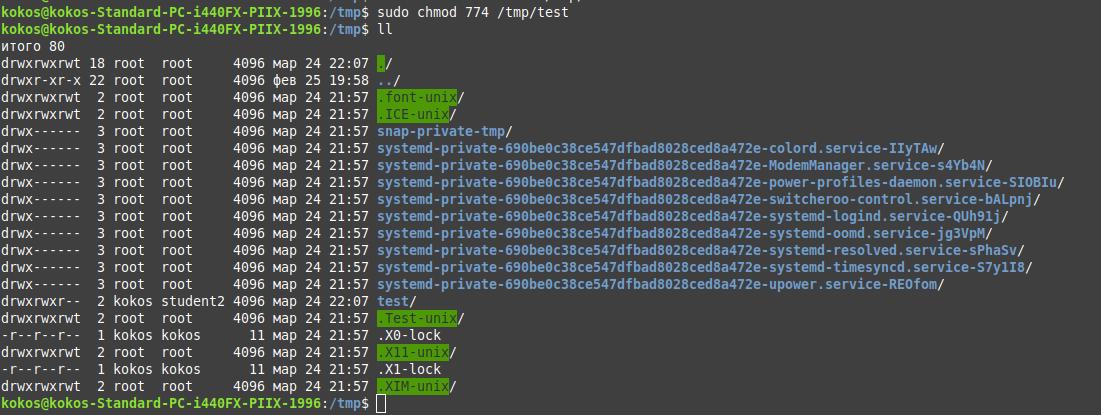 kokos@kokos-Standard-PC-i440FX-PIIX-1996:/tmp$ sudo chmod 774 /tmp/test
kokos@kokos-Standard-PC-i440FX-PIIX-1996:/tmp$ ll
итого 80
drwxrwxrwt 18 root  root     4096 мар 24 22:07 ./
drwxr-xr-x 22 root  root     4096 фев 25 19:58 ../
drwxrwxrwt  2 root  root     4096 мар 24 21:57 .font-unix/
drwxrwxrwt  2 root  root     4096 мар 24 21:57 .ICE-unix/
drwx------  3 root  root     4096 мар 24 21:57 snap-private-tmp/
drwx------  3 root  root     4096 мар 24 21:57 systemd-private-690be0c38ce547dfbad8028ced8a472e-colord.service-IIyTAw/
drwx------  3 root  root     4096 мар 24 21:57 systemd-private-690be0c38ce547dfbad8028ced8a472e-ModemManager.service-s4Yb4N/
drwx------  3 root  root     4096 мар 24 21:57 systemd-private-690be0c38ce547dfbad8028ced8a472e-power-profiles-daemon.service-SIOBIu/
drwx------  3 root  root     4096 мар 24 21:57 systemd-private-690be0c38ce547dfbad8028ced8a472e-switcheroo-control.service-bALpnj/
drwx------  3 root  root     4096 мар 24 21:57 systemd-private-690be0c38ce547dfbad8028ced8a472e-systemd-logind.service-QUh91j/
drwx------  3 root  root     4096 мар 24 21:57 systemd-private-690be0c38ce547dfbad8028ced8a472e-systemd-oomd.service-jg3VpM/
drwx------  3 root  root     4096 мар 24 21:57 systemd-private-690be0c38ce547dfbad8028ced8a472e-systemd-resolved.service-sPhaSv/
drwx------  3 root  root     4096 мар 24 21:57 systemd-private-690be0c38ce547dfbad8028ced8a472e-systemd-timesyncd.service-S7y1I8/
drwx------  3 root  root     4096 мар 24 21:57 systemd-private-690be0c38ce547dfbad8028ced8a472e-upower.service-REOfom/
drwxrwxr--  2 kokos student2 4096 мар 24 22:07 test/
drwxrwxrwt  2 root  root     4096 мар 24 21:57 .Test-unix/
-r--r--r--  1 kokos kokos      11 мар 24 21:57 .X0-lock
drwxrwxrwt  2 root  root     4096 мар 24 21:57 .X11-unix/
-r--r--r--  1 kokos kokos      11 мар 24 21:57 .X1-lock
drwxrwxrwt  2 root  root     4096 мар 24 21:57 .XIM-unix/
kokos@kokos-Standard-PC-i440FX-PIIX-1996:/tmp$